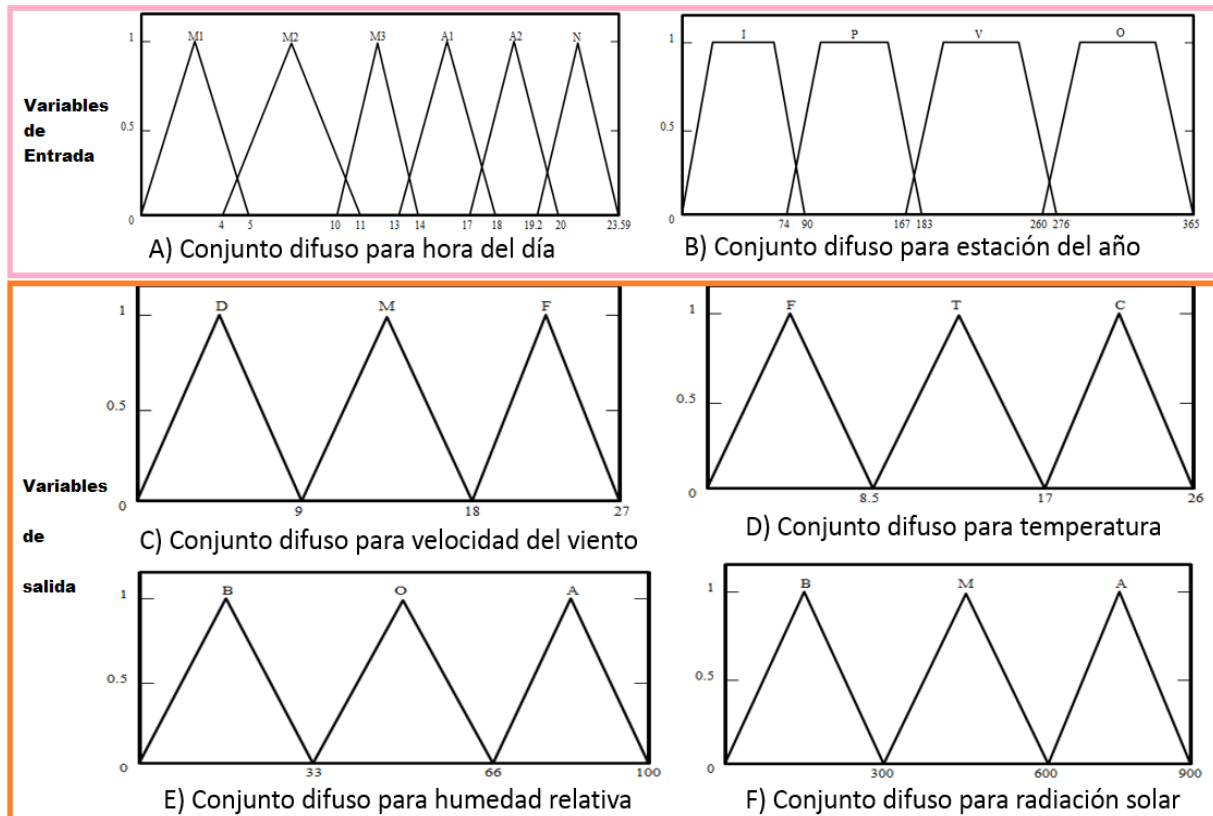 Variables
de
Entrada
M1 M2 M3 A1 A2 N
1
0.5
0
4 5 10 11 13 14 17 18 19.2 20 23.59
A) Conjunto difuso para hora del día
I P V O
1
0.5
0
74 90 167 183 260 276 365
B) Conjunto difuso para estación del año
Variables
de
salida
D M F
1
0.5
0
9 18 27
C) Conjunto difuso para velocidad del viento
F T C
1
0.5
0
8.5 17 26
D) Conjunto difuso para temperatura
B O A
1
0.5
0
33 66 100
E) Conjunto difuso para humedad relativa
B M A
1
0.5
0
300 600 900
F) Conjunto difuso para radiación solar